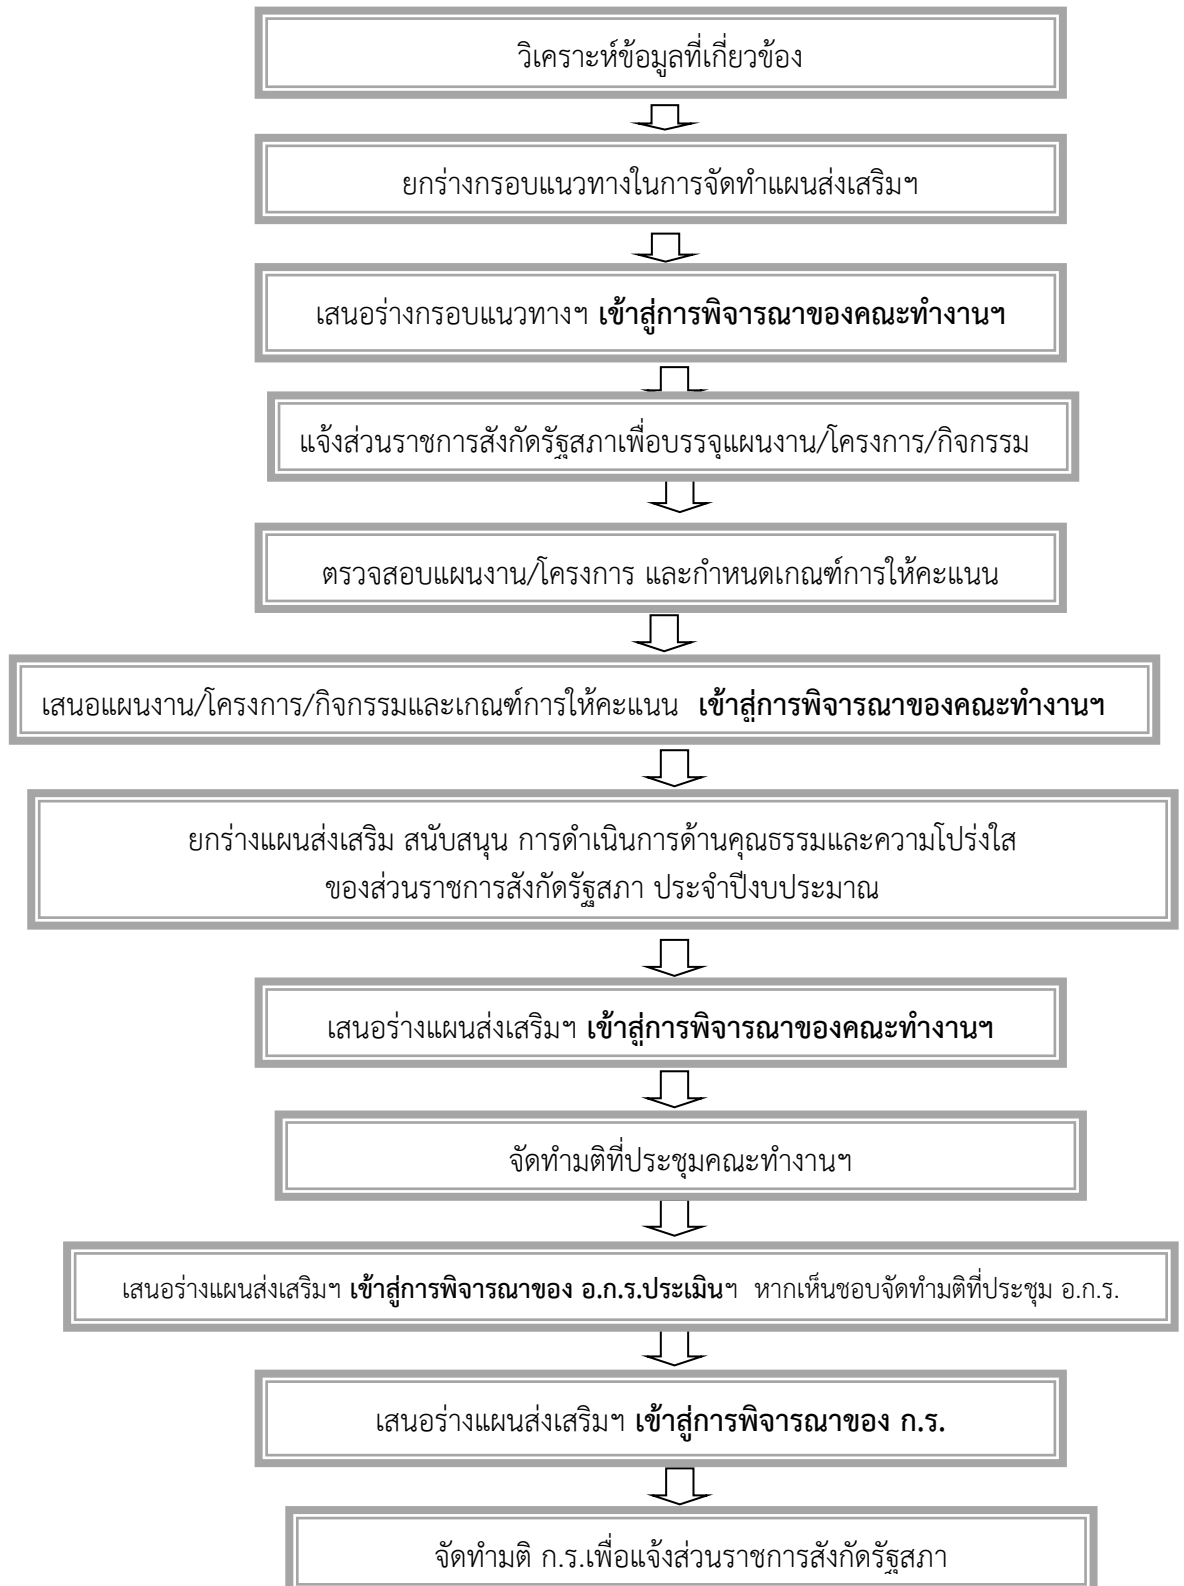 วิเคราะห์ข้อมูลที่เกี่ยวข้อง
ยกร่างกรอบแนวทางในการจัดทำแผนส่งเสริมฯ
เสนอร่างกรอบแนวทางฯ เข้าสู่การพิจารณาของคณะทำงานฯ
แจ้งส่วนราชการสังกัดรัฐสภาเพื่อบรรจุแผนงาน/โครงการ/กิจกรรม
ตรวจสอบแผนงาน/โครงการ และกำหนดเกณฑ์การให้คะแนน
เสนอแผนงาน/โครงการ/กิจกรรมและเกณฑ์การให้คะแนน เข้าสู่การพิจารณาของคณะทำงานฯ
ยกร่างแผนส่งเสริม สนับสนุน การดำเนินการด้านคุณธรรมและความโปร่งใส
ของส่วนราชการสังกัดรัฐสภา ประจำปีงบประมาณ
เสนอร่างแผนส่งเสริมฯ เข้าสู่การพิจารณาของคณะทำงานฯ
จัดทำมติที่ประชุมคณะทำงานฯ
เสนอร่างแผนส่งเสริมฯ เข้าสู่การพิจารณาของ อ.ก.ร.ประเมินฯ หากเห็นชอบจัดทำมติที่ประชุม อ.ก.ร.
เสนอร่างแผนส่งเสริมฯ เข้าสู่การพิจารณาของ ก.ร.
จัดทำมติ ก.ร.เพื่อแจ้งส่วนราชการสังกัดรัฐสภา